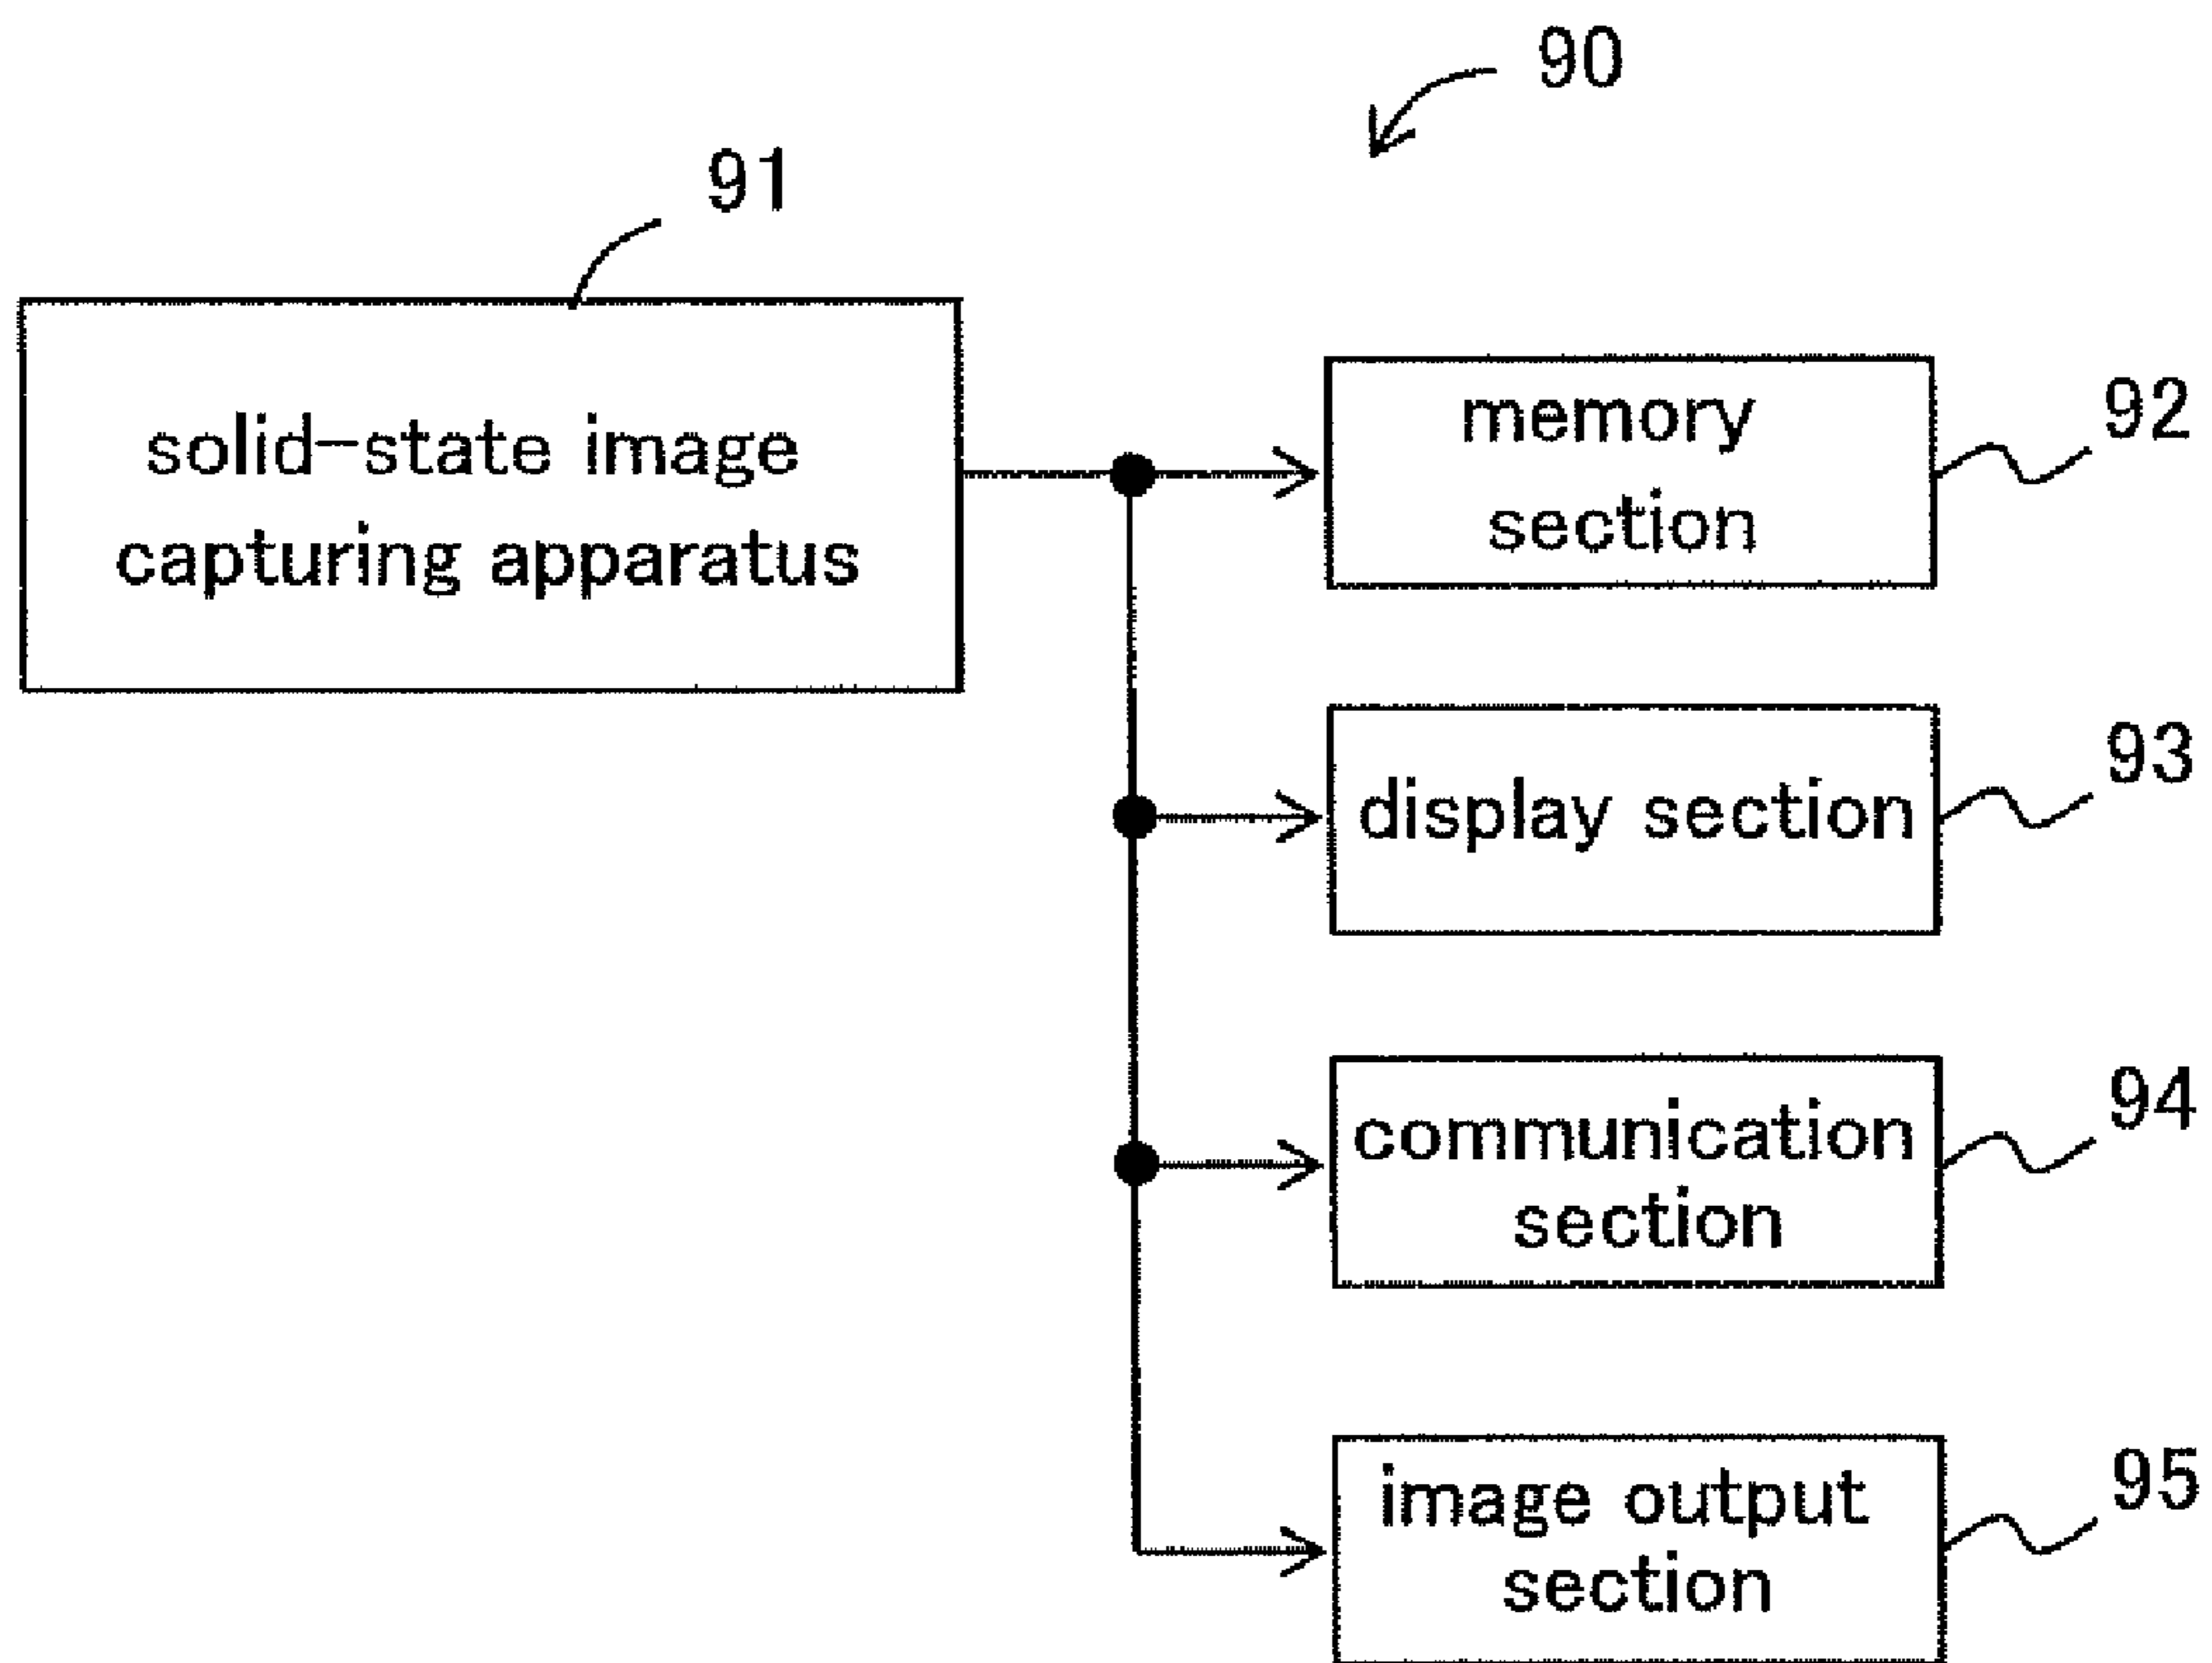 90
91
solid-state image
capturing apparatus
memory
section
92
display section
93
communication
section
94
image output
section
95